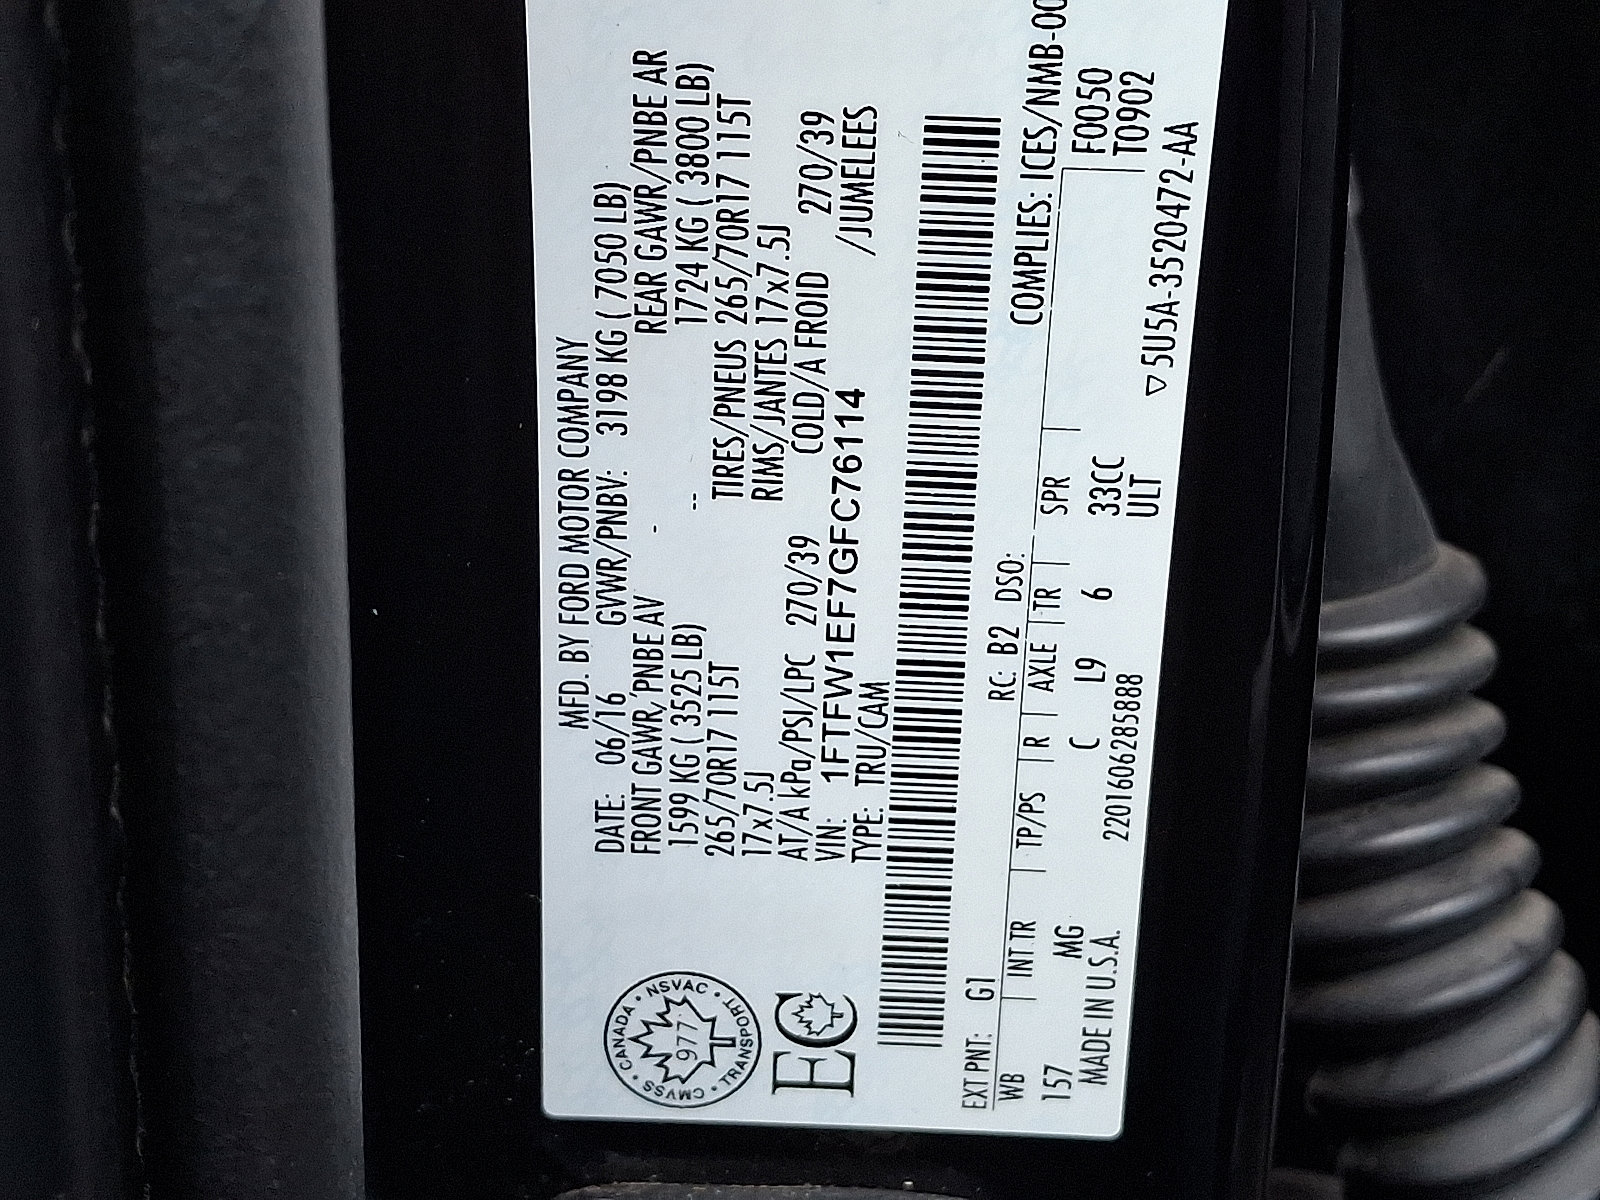 MFD. BY FORD MOTOR COMPANY
DATE: 06/16 GVWR/PNBV: 3198 KG ( 7050 LB)
FRONT GAWR/PNBE AV - REAR GAWR/PNBE AR
1599 KG ( 3525 LB) -- 1724 KG ( 3800 LB)
265/70R17 115T TIRES/PNEUS 265/70R17 115T
17x7.5J RIMS/JANTES 17x7.5J
AT/A kPa/PSI/LPC 270/39 COLD/A FROID 270/39
VIN: 1FTFW1EF7GFC76114 /JUMELEES
TYPE: TRU/CAM
CANADA • NSVAC • TRANSPORT • CMVSS •
977
EC
COMPLIES: ICES/NMB-00
EXT PNT: G1 RC: B2 DSO:
F0050
WB INT TR TP/PS R AXLE TR SPR
T0902
157 MG C L9 6 33CC
ULT
MADE IN U.S.A. 2201606285888 ▽5U5A-3520472-AA